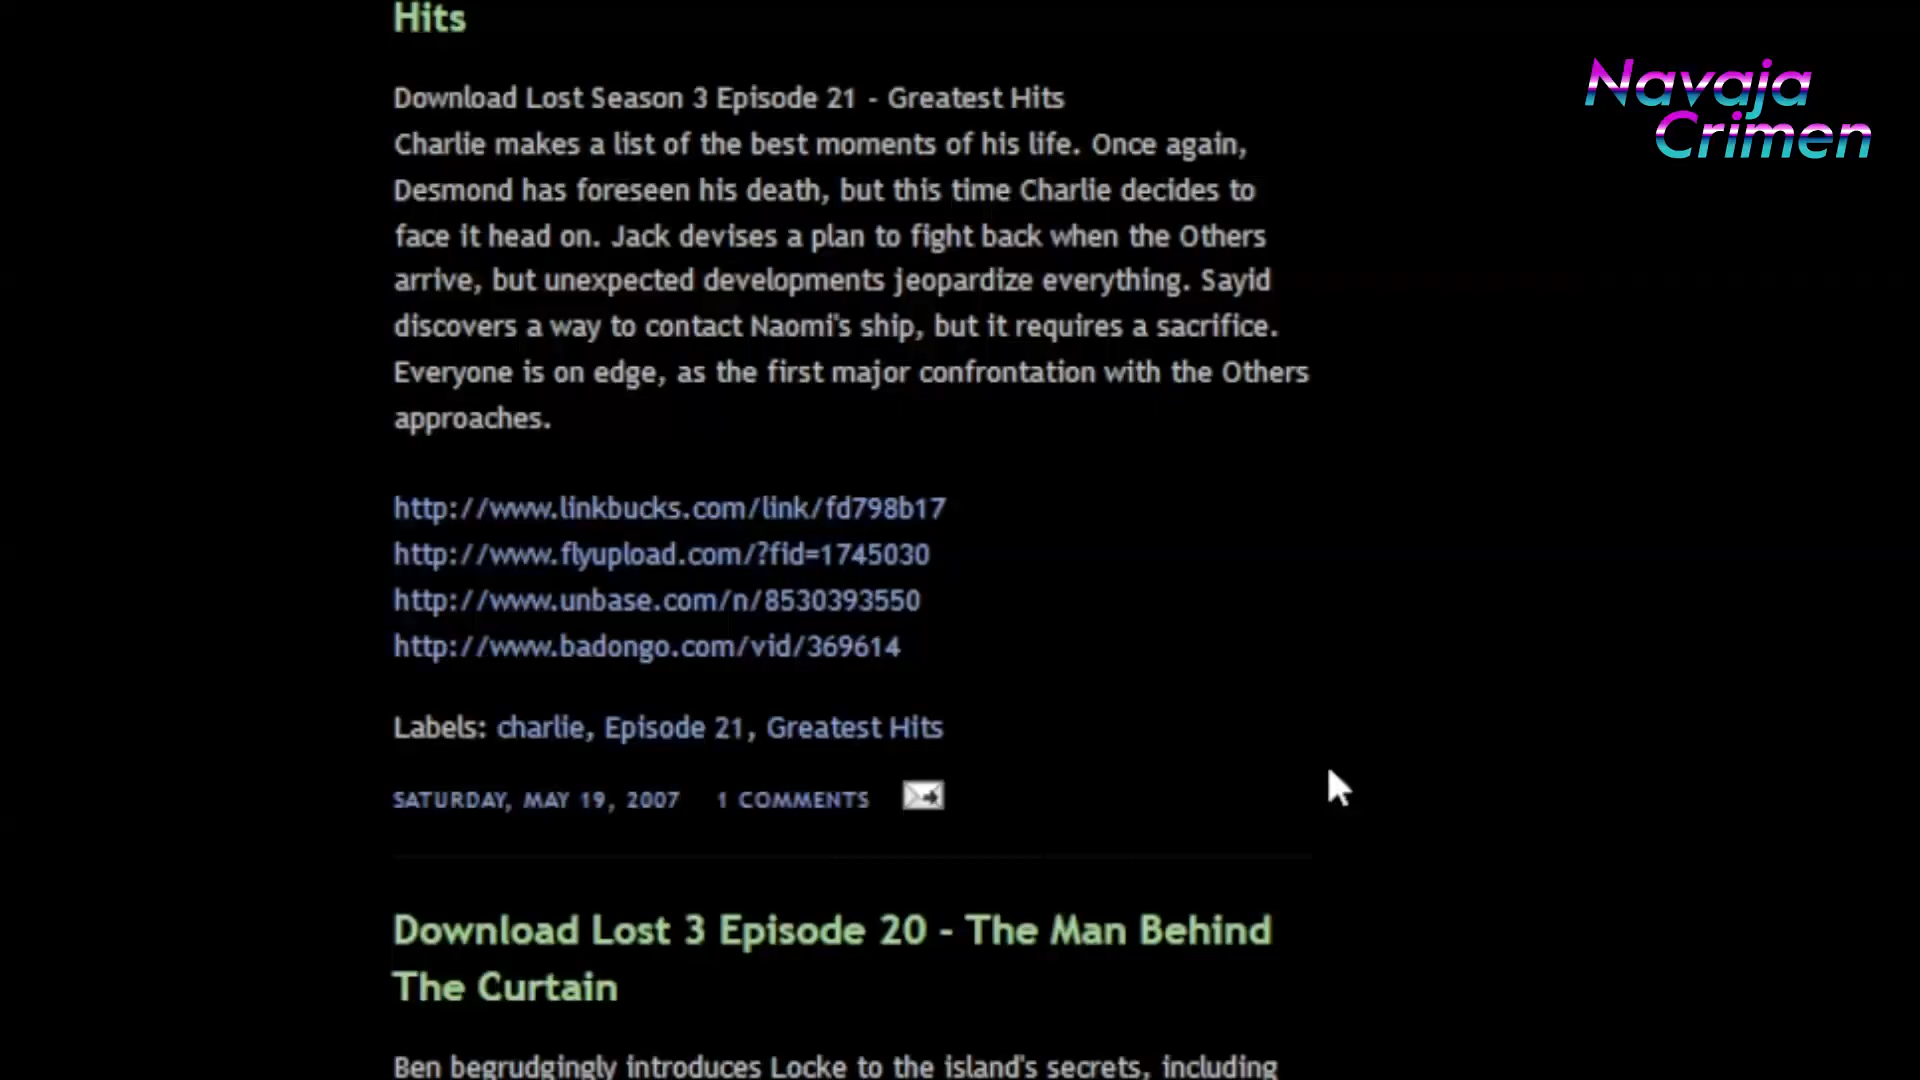 Hits
Navaja
Crimen
Download Lost Season 3 Episode 21 - Greatest Hits
Charlie makes a list of the best moments of his life. Once again,
Desmond has foreseen his death, but this time Charlie decides to
face it head on. Jack devises a plan to fight back when the Others
arrive, but unexpected developments jeopardize everything. Sayid
discovers a way to contact Naomi's ship, but it requires a sacrifice.
Everyone is on edge, as the first major confrontation with the Others
approaches.
http://www.linkbucks.com/link/fd798b17
http://www.flyupload.com/?fid=1745030
http://www.unbase.com/n/8530393550
http://www.badongo.com/vid/369614
Labels: charlie, Episode 21, Greatest Hits
SATURDAY, MAY 19, 2007 1 COMMENTS
Download Lost 3 Episode 20 - The Man Behind
The Curtain
Ben begrudgingly introduces Locke to the island's secrets, including